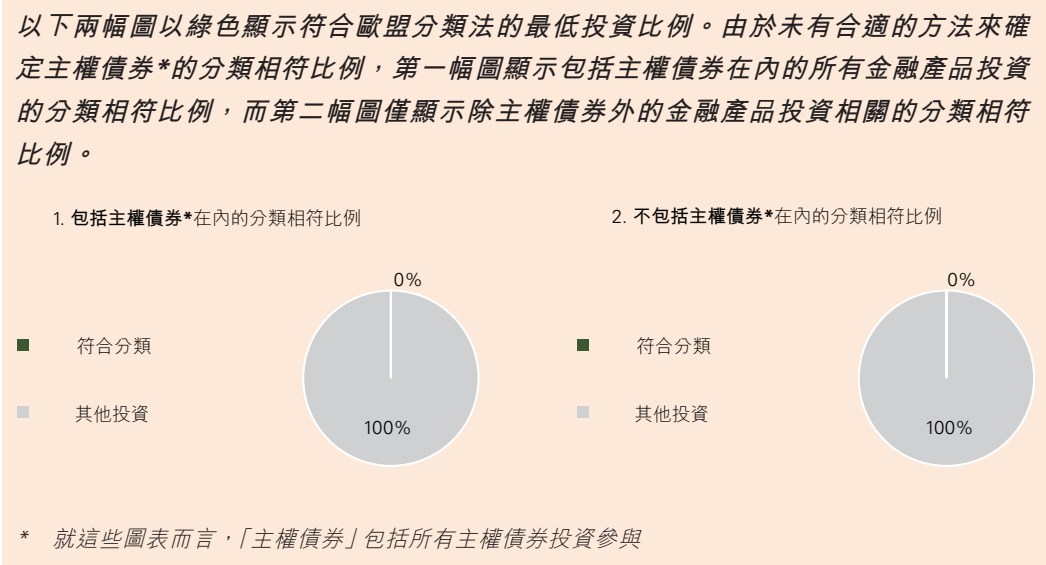 以下兩幅圖以綠色顯示符合歐盟分類法的最低投資比例。由於未有合適的方法來確
定主權債券*的分類相符比例，第一幅圖顯示包括主權債券在內的所有金融產品投資
的分類相符比例，而第二幅圖僅顯示除主權債券外的金融產品投資相關的分類相符
比例。
1. 包括主權債券*在內的分類相符比例
0%
符合分類
其他投資
100%
2. 不包括主權債券*在內的分類相符比例
0%
符合分類
其他投資
100%
* 就這些圖表而言，「主權債券」包括所有主權債券投資參與